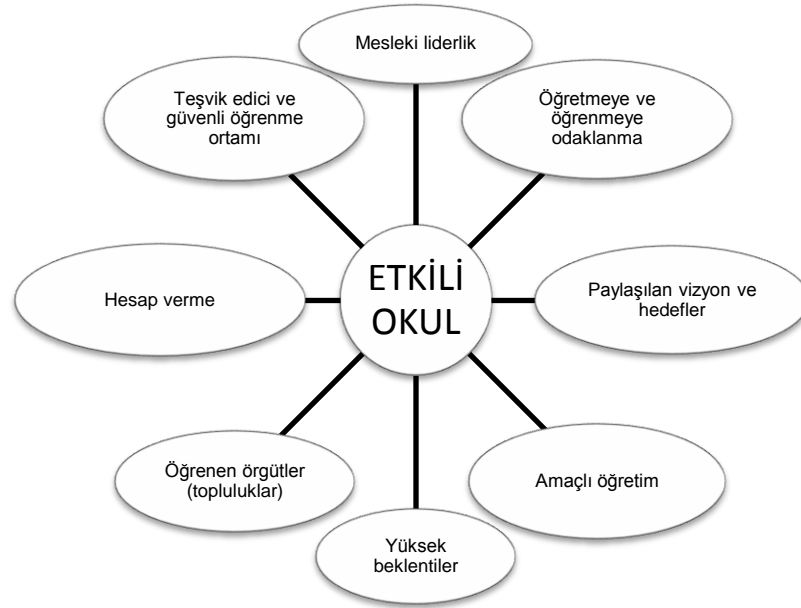 Mesleki liderlik
Teşvik edici ve
güvenli öğrenme
ortamı
Öğretmeye ve
öğrenmeye
odaklanma
Hesap verme
ETKİLİ
OKUL
Paylaşılan vizyon ve
hedefler
Öğrenen örgütler
(topluluklar)
Amaçlı öğretim
Yüksek
beklentiler